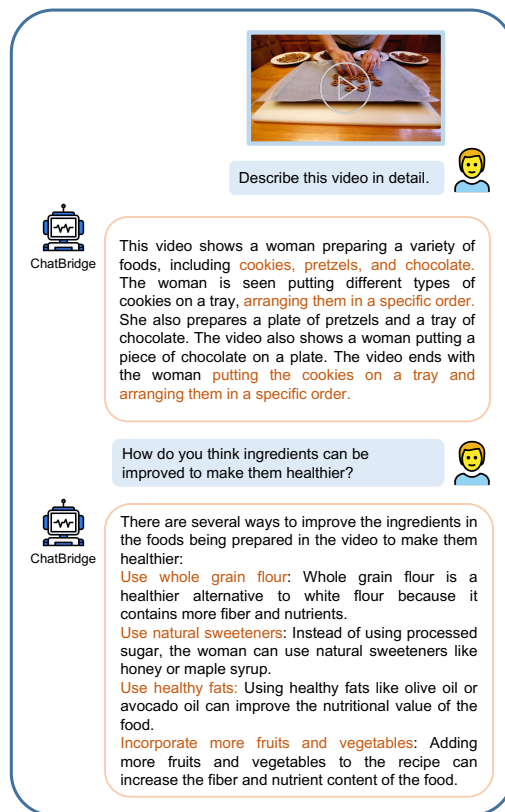 Describe this video in detail.
ChatBridge
This video shows a woman preparing a variety of
foods, including cookies, pretzels, and chocolate.
The woman is seen putting different types of
cookies on a tray, arranging them in a specific order.
She also prepares a plate of pretzels and a tray of
chocolate. The video also shows a woman putting a
piece of chocolate on a plate. The video ends with
the woman putting the cookies on a tray and
arranging them in a specific order.
How do you think ingredients can be
improved to make them healthier?
ChatBridge
There are several ways to improve the ingredients in
the foods being prepared in the video to make them
healthier:
Use whole grain flour: Whole grain flour is a
healthier alternative to white flour because it
contains more fiber and nutrients.
Use natural sweeteners: Instead of using processed
sugar, the woman can use natural sweeteners like
honey or maple syrup.
Use healthy fats: Using healthy fats like olive oil or
avocado oil can improve the nutritional value of the
food.
Incorporate more fruits and vegetables: Adding
more fruits and vegetables to the recipe can
increase the fiber and nutrient content of the food.